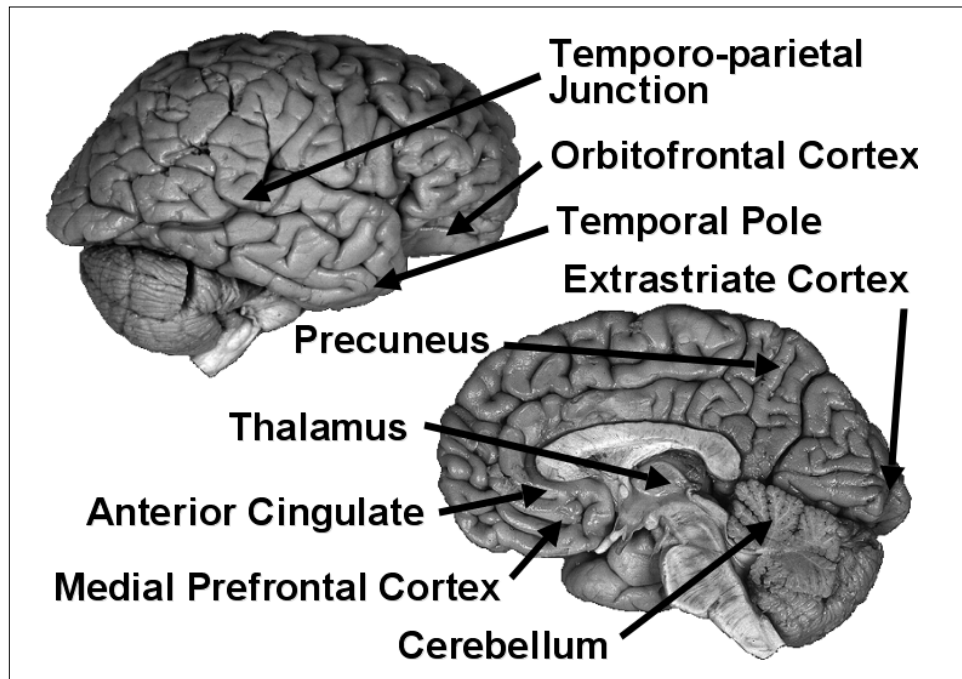 Temporo-parietal
Junction
Orbitofrontal Cortex
Temporal Pole
Extrastriate Cortex
Precuneus
Thalamus
Anterior Cingulate
Medial Prefrontal Cortex
Cerebellum